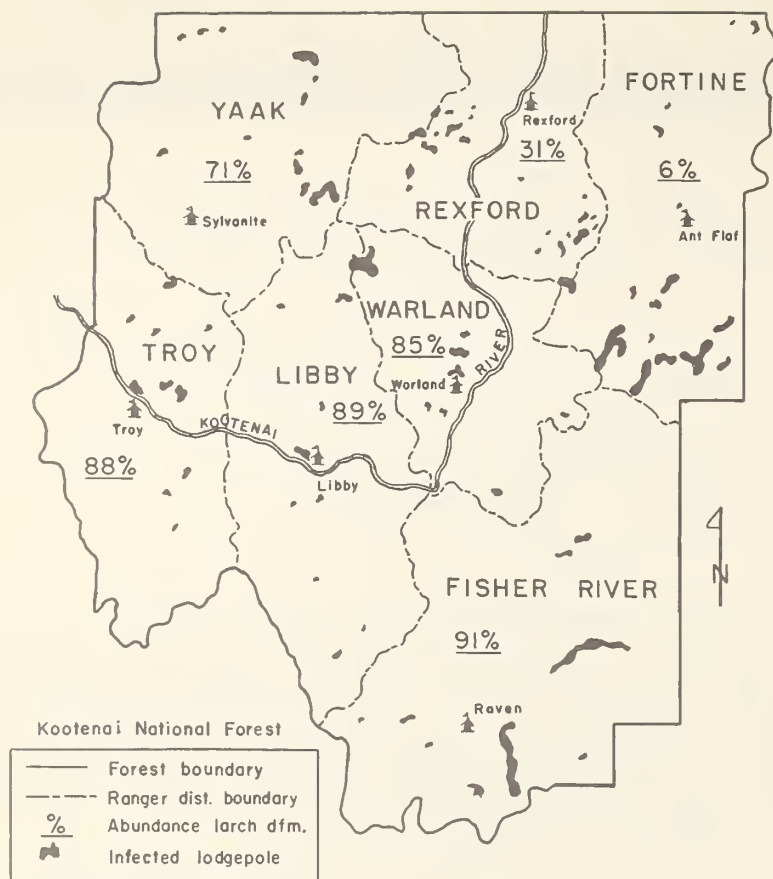 FORTINE
YAAK
Rexford
31%
71%
6%
REXFORD
Sylvanite
Ant Flat
WARLAND
85%
TROY
LIBBY
RIVER
Warland
89%
KOOTENAI
Troy
88%
Libby
N
FISHER RIVER
91%
Raven
Kootenai National Forest
Forest boundary
Ranger dist. boundary
% Abundance larch dfm.
Infected lodgepole